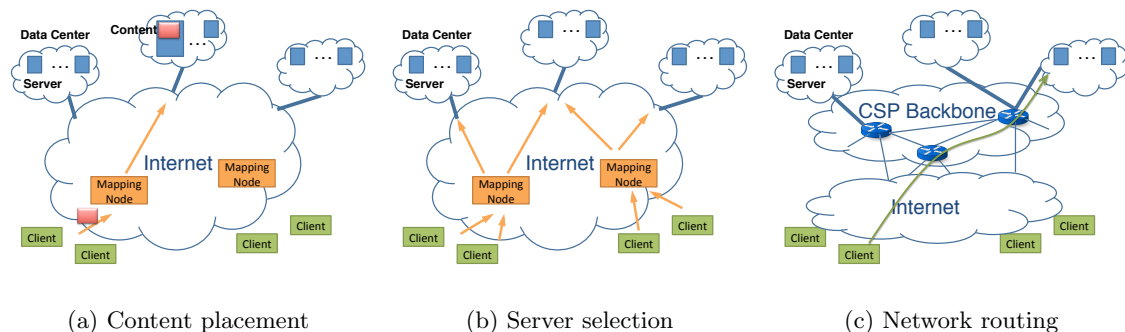 Data Center
Content
...
...
...
Server
Internet
Mapping
Node
Mapping
Node
Client
Client
Client
Client
(a) Content placement
Data Center
...
...
...
Server
Internet
Mapping
Node
Mapping
Node
Client
Client
Client
Client
(b) Server selection
Data Center
...
...
...
Server
CSP Backbone
Internet
Client
Client
Client
Client
(c) Network routing